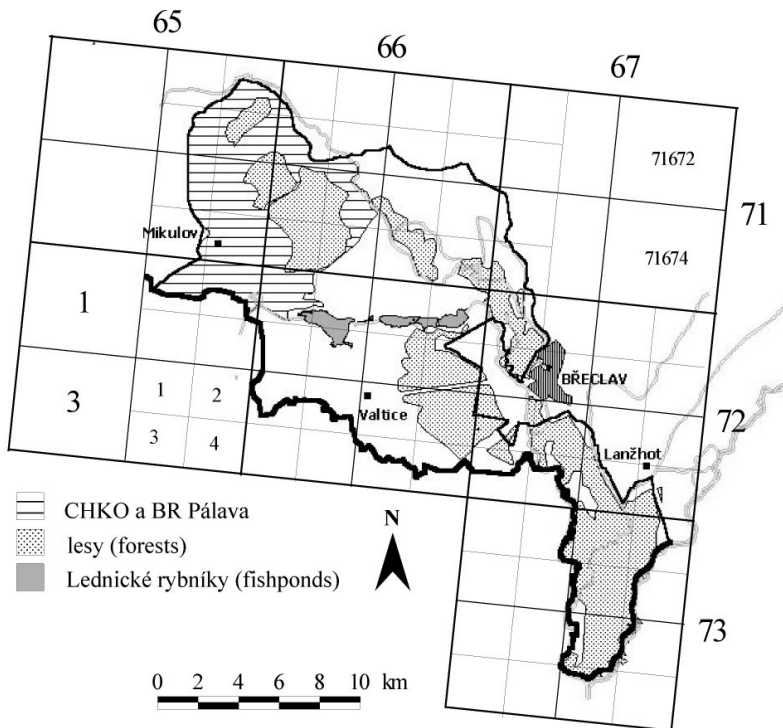 65
66
67
71672
71
Mikulov
71674
1
BŘECLAV
3
1
2
72
Valtice
3
4
Lanžhot
CHKO a BR Pálava
N
lesy (forests)
Lednické rybníky (fishponds)
73
0 2 4 6 8 10 km